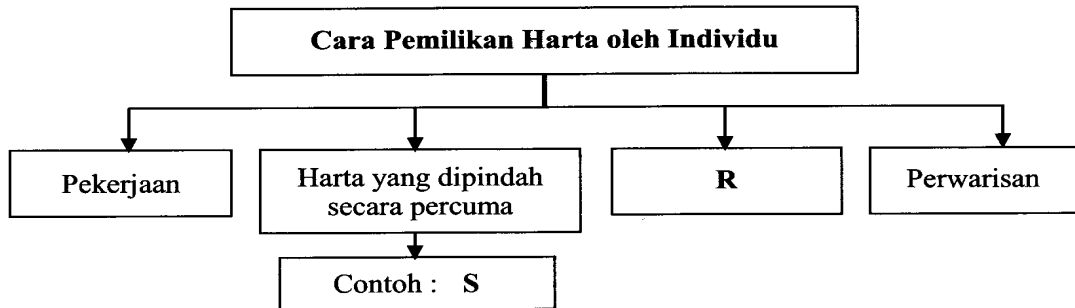 Cara Pemilikan Harta oleh Individu
Pekerjaan
Harta yang dipindah
secara percuma
R
Perwarisan
Contoh : S